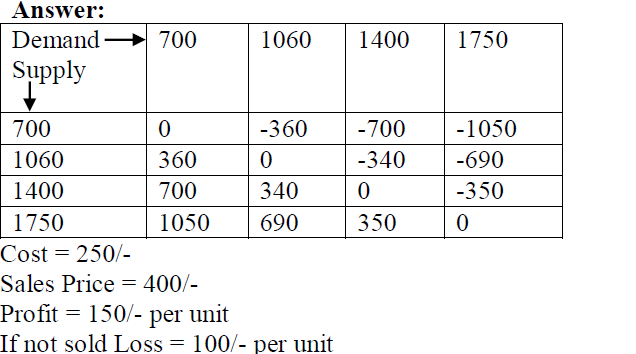 Answer:
Demand 700 1060 1400 1750
Supply
700 0 -360 -700 -1050
1060 360 0 -340 -690
1400 700 340 0 -350
1750 1050 690 350 0
Cost = 250/-
Sales Price = 400/-
Profit = 150/- per unit
If not sold Loss = 100/- per unit